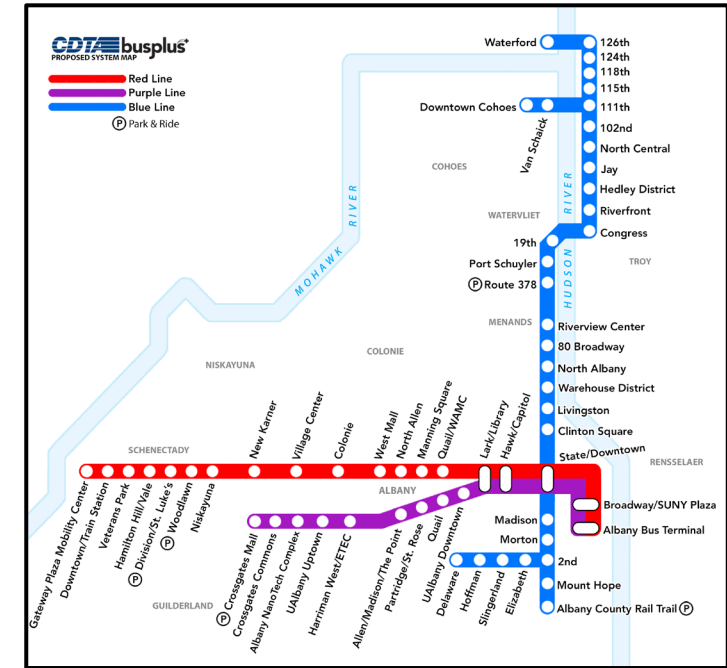 CDTA busplus+
PROPOSED SYSTEM MAP
Red Line
Purple Line
Blue Line
P Park & Ride
Waterford
126th
124th
118th
115th
Downtown Cohoes
111th
Van Schaick
102nd
North Central
COHOES
Jay
Hedley District
RIVER
WATERVLIET
Riverfront
Congress
19th
MOHAWK RIVER
Port Schuyler
TROY
P Route 378
HUDSON
MENANDS
Riverview Center
80 Broadway
COLONIE
NISKAYUNA
North Albany
Warehouse District
Livingston
Clinton Square
State/Downtown
RENSSELAER
SCHENECTADY
New Karner
Village Center
Colonie
West Mall
North Allen
Manning Square
Quail/WAMC
Lark/Library
Hawk/Capitol
Gateway Plaza Mobility Center
Downtown/Train Station
Veterans Park
Hamilton Hill/Vale
P Division/St. Luke's
P Woodlawn
Niskayuna
ALBANY
Broadway/SUNY Plaza
Albany Bus Terminal
P Crossgates Mall
Crossgates Commons
Albany NanoTech Complex
UAlbany Uptown
Harriman West/ETEC
Allen/Madison/The Point
Partridge/St. Rose
Quail
UAlbany Downtown
Madison
Morton
2nd
Delaware
Hoffman
Slingerland
Elizabeth
Mount Hope
GUILDERLAND
Albany County Rail Trail P